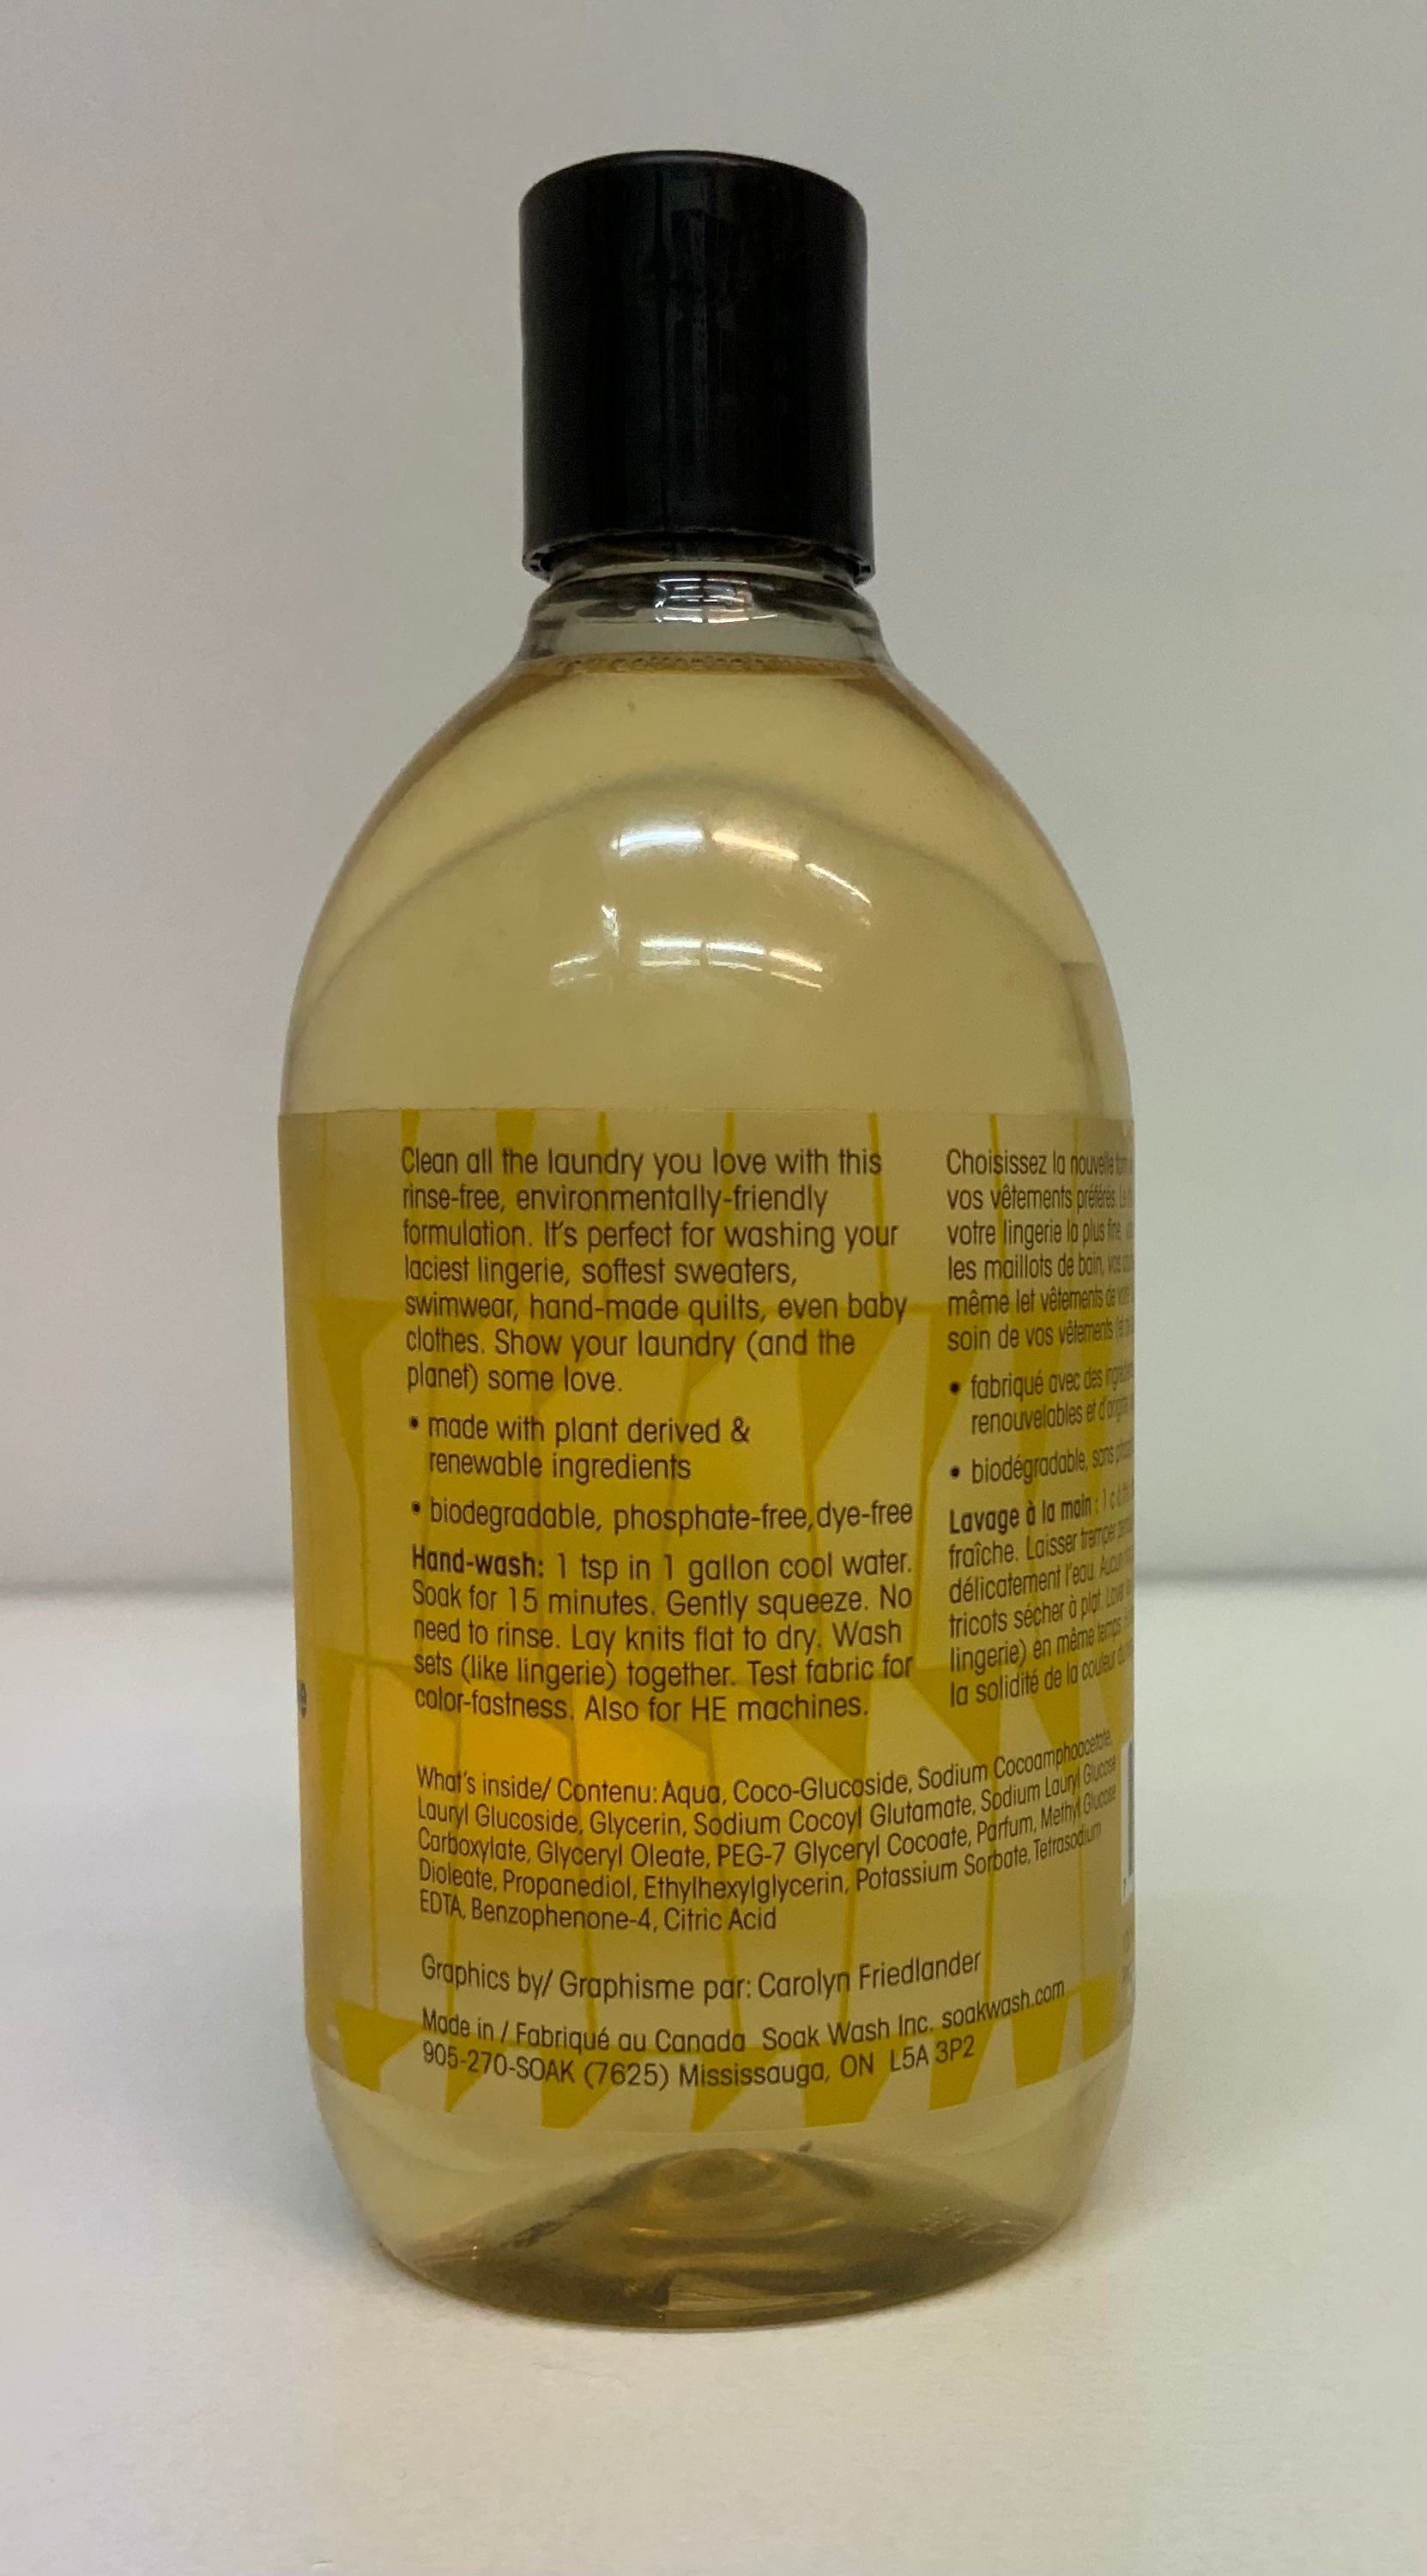 Clean all the laundry you love with this
rinse-free, environmentally-friendly
formulation. It's perfect for washing your
laciest lingerie, softest sweaters,
swimwear, hand-made quilts, even baby
clothes. Show your laundry (and the
planet) some love.
• made with plant derived &
renewable ingredients
• biodegradable, phosphate-free, dye-free
Hand-wash: 1 tsp in 1 gallon cool water.
Soak for 15 minutes. Gently squeeze. No
need to rinse. Lay knits flat to dry. Wash
sets (like lingerie) together. Test fabric for
color-fastness. Also for HE machines.
Choisissez la nouvelle
vos vêtements préférés.
votre lingerie la plus fine,
les maillots de bain, vos
même let vêtements de
soin de vos vêtements
• fabriqué avec des
renouvelables et
• biodégradable, sans
Lavage à la main : 1 c
fraîche. Laisser tremper
délicatement l'eau.
tricots sécher à plat.
lingerie) en même temps
la solidité de la couleur
What's inside/ Contenu: Aqua, Coco-Glucoside, Sodium Cocoamphoacetate,
Lauryl Glucoside, Glycerin, Sodium Cocoyl Glutamate, Sodium Lauryl Glucose
Carboxylate, Glyceryl Oleate, PEG-7 Glyceryl Cocoate, Parfum, Methyl Glucose
Dioleate, Propanediol, Ethylhexylglycerin, Potassium Sorbate, Tetrasodium
EDTA, Benzophenone-4, Citric Acid
Graphics by/ Graphisme par: Carolyn Friedlander
Made in / Fabriqué au Canada Soak Wash Inc. soakwash.com
905-270-SOAK (7625) Mississauga, ON L5A 3P2